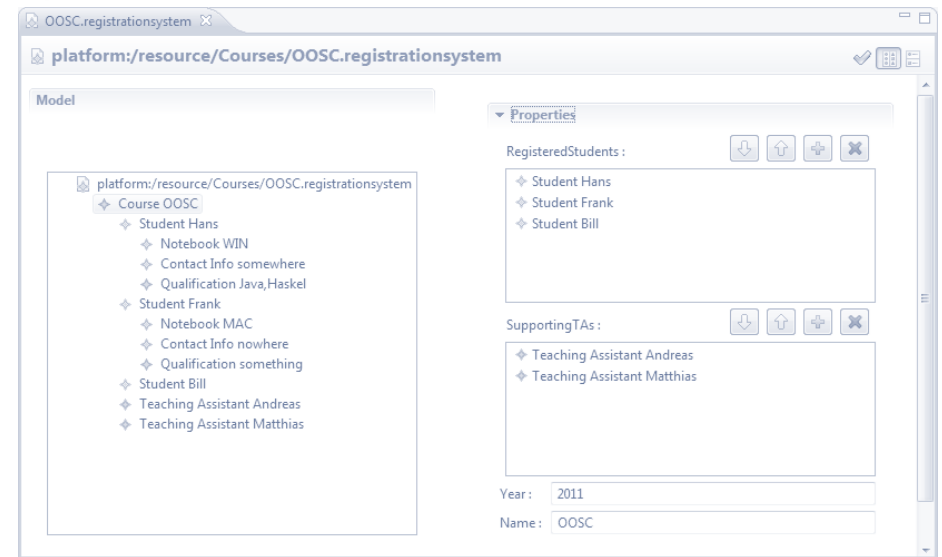 OOSC.registrationsystem
platform:/resource/Courses/OOSC.registrationsystem
Model
platform:/resource/Courses/OOSC.registrationsystem
Course OOSC
Student Hans
Notebook WIN
Contact Info somewhere
Qualification Java,Haskel
Student Frank
Notebook MAC
Contact Info nowhere
Qualification something
Student Bill
Teaching Assistant Andreas
Teaching Assistant Matthias
Properties
RegisteredStudents :
Student Hans
Student Frank
Student Bill
SupportingTAs :
Teaching Assistant Andreas
Teaching Assistant Matthias
Year : 2011
Name : OOSC